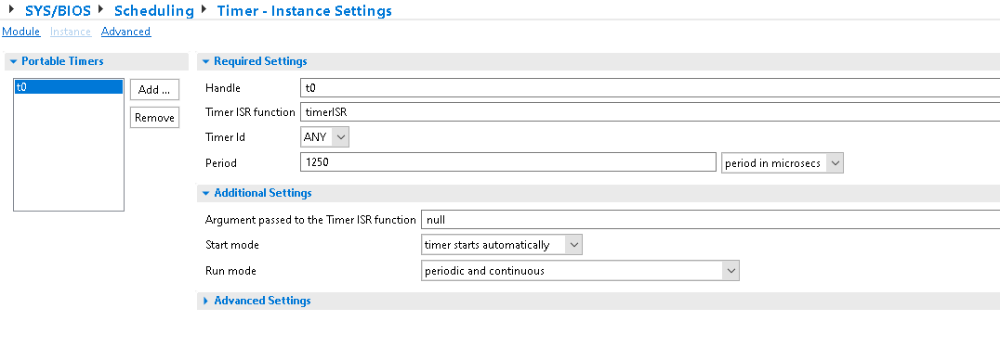 SYS/BIOS Scheduling Timer - Instance Settings
Module Instance Advanced
Portable Timers
t0
Add ...
Remove
Required Settings
Handle t0
Timer ISR function timerISR
Timer Id ANY
Period 1250 period in microsecs
Additional Settings
Argument passed to the Timer ISR function null
Start mode timer starts automatically
Run mode periodic and continuous
Advanced Settings